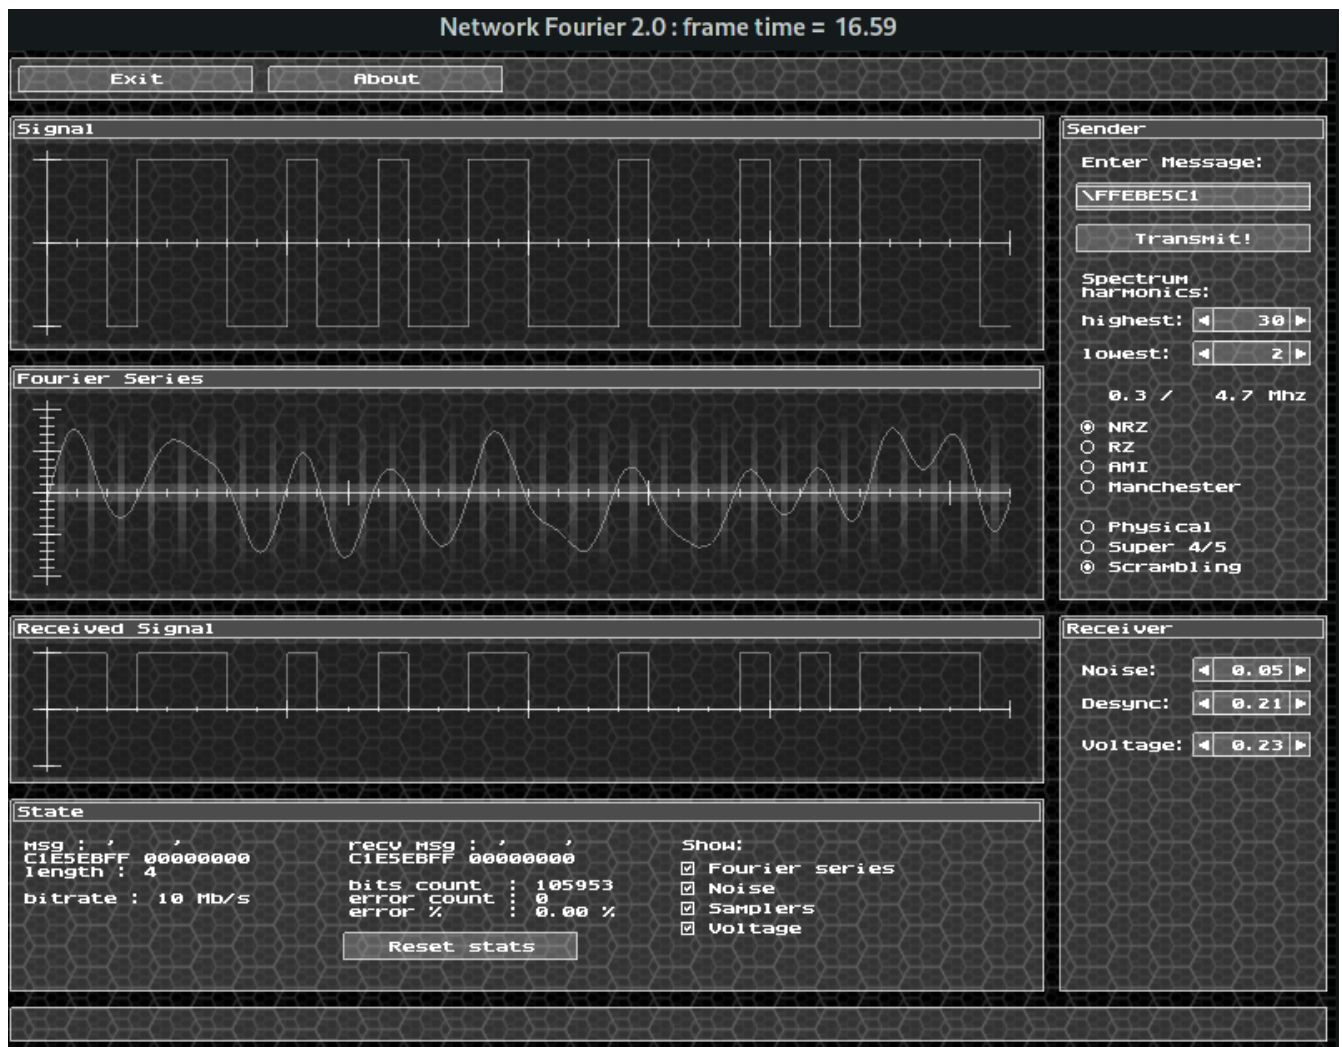 Network Fourier 2.0 : frame time = 16.59
Exit
About
Signal
Sender
Enter Message:
\FFEBE5C1
Transmit!
Spectrum
harmonics:
highest: 30
lowest: 2
0.3 / 4.7 Mhz
NRZ
RZ
AMI
Manchester
Physical
Super 4/5
Scrambling
Fourier Series
Received Signal
Receiver
Noise: 0.05
Desync: 0.21
Voltage: 0.23
State
msg : ' '
C1E5EBFF 00000000
length : 4
bitrate : 10 Mb/s
recv msg : ' '
C1E5EBFF 00000000
bits count : 105953
error count : 0
error % : 0.00 %
Reset stats
Show:
Fourier series
Noise
Samplers
Voltage